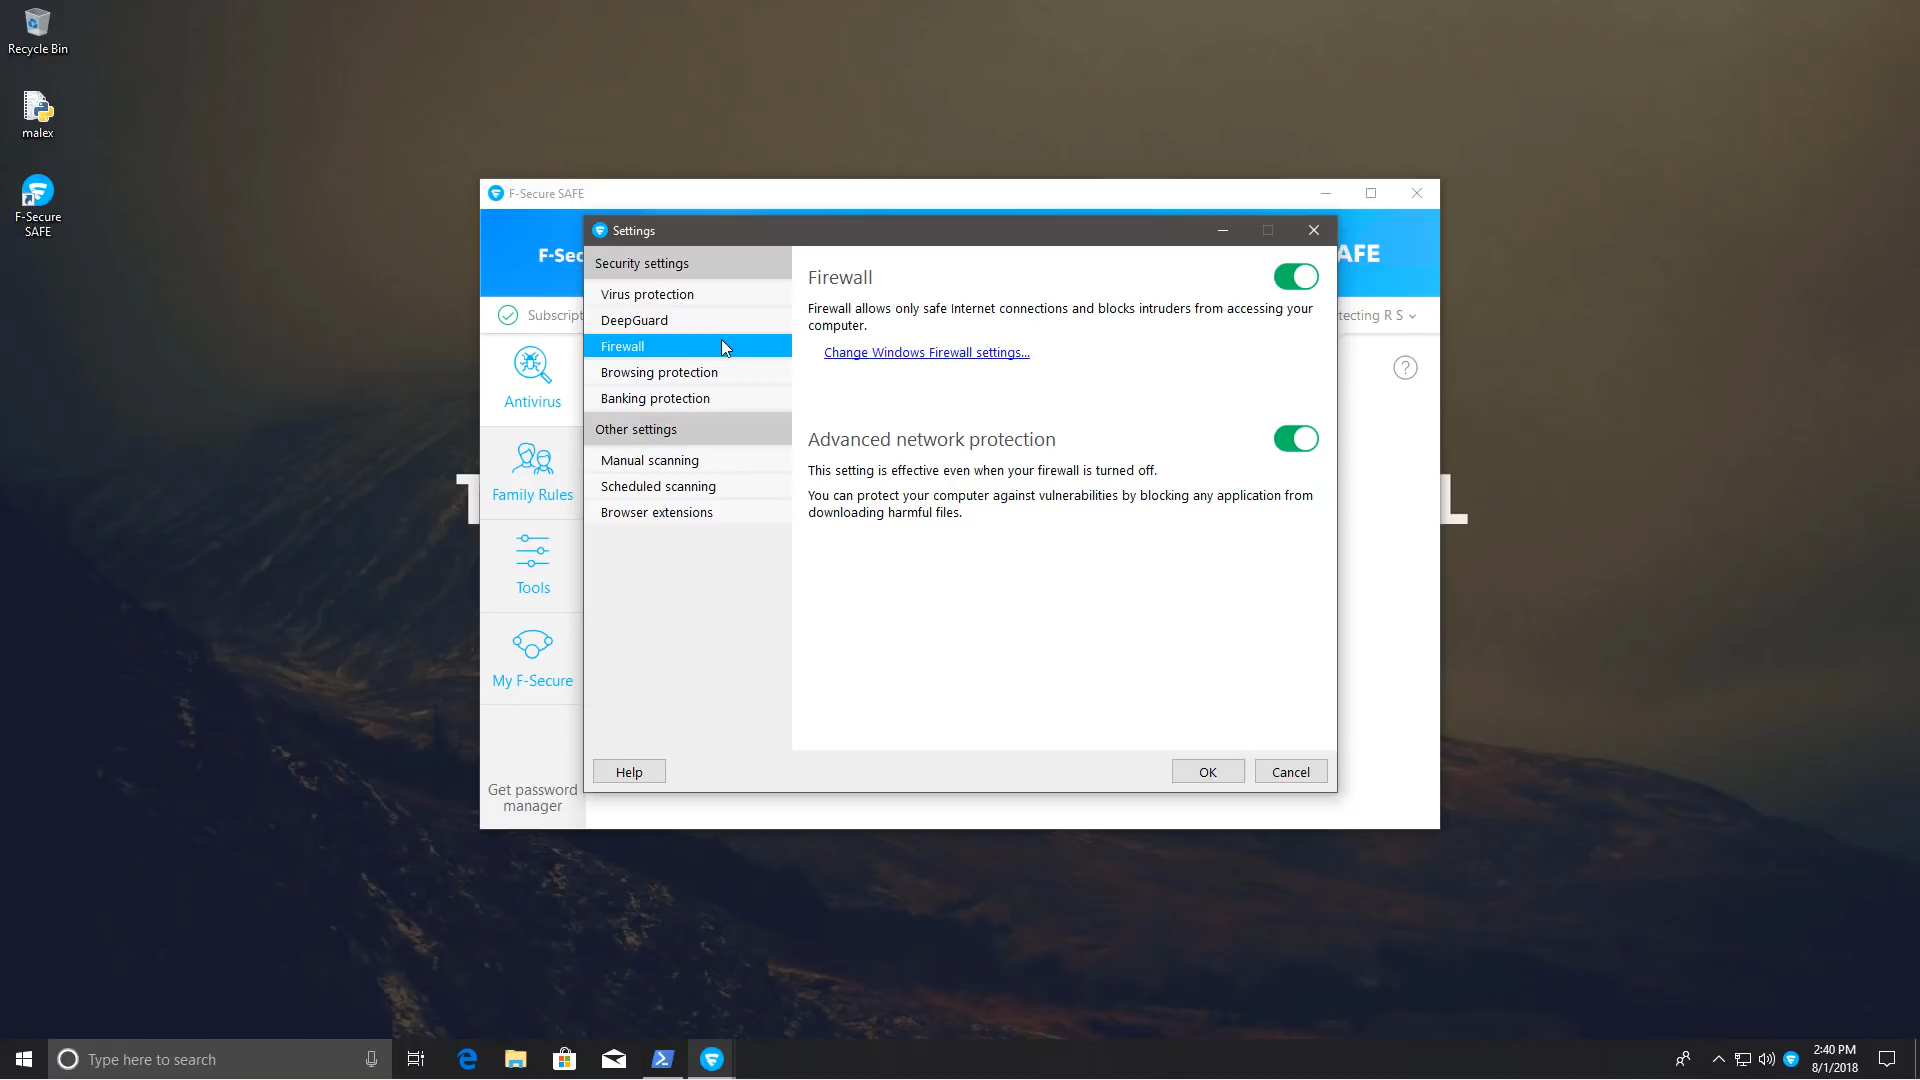 Recycle Bin
malex
F-Secure
SAFE
F-Secure SAFE
F-Sec
AFE
Subscript
tecting R S
Antivirus
Family Rules
Tools
My F-Secure
Get password
manager
T
L
Settings
Security settings
Virus protection
DeepGuard
Firewall
Browsing protection
Banking protection
Other settings
Manual scanning
Scheduled scanning
Browser extensions
Firewall
Firewall allows only safe Internet connections and blocks intruders from accessing your
computer.
Change Windows Firewall settings...
Advanced network protection
This setting is effective even when your firewall is turned off.
You can protect your computer against vulnerabilities by blocking any application from
downloading harmful files.
?
Help
OK
Cancel
Type here to search
2:40 PM
8/1/2018